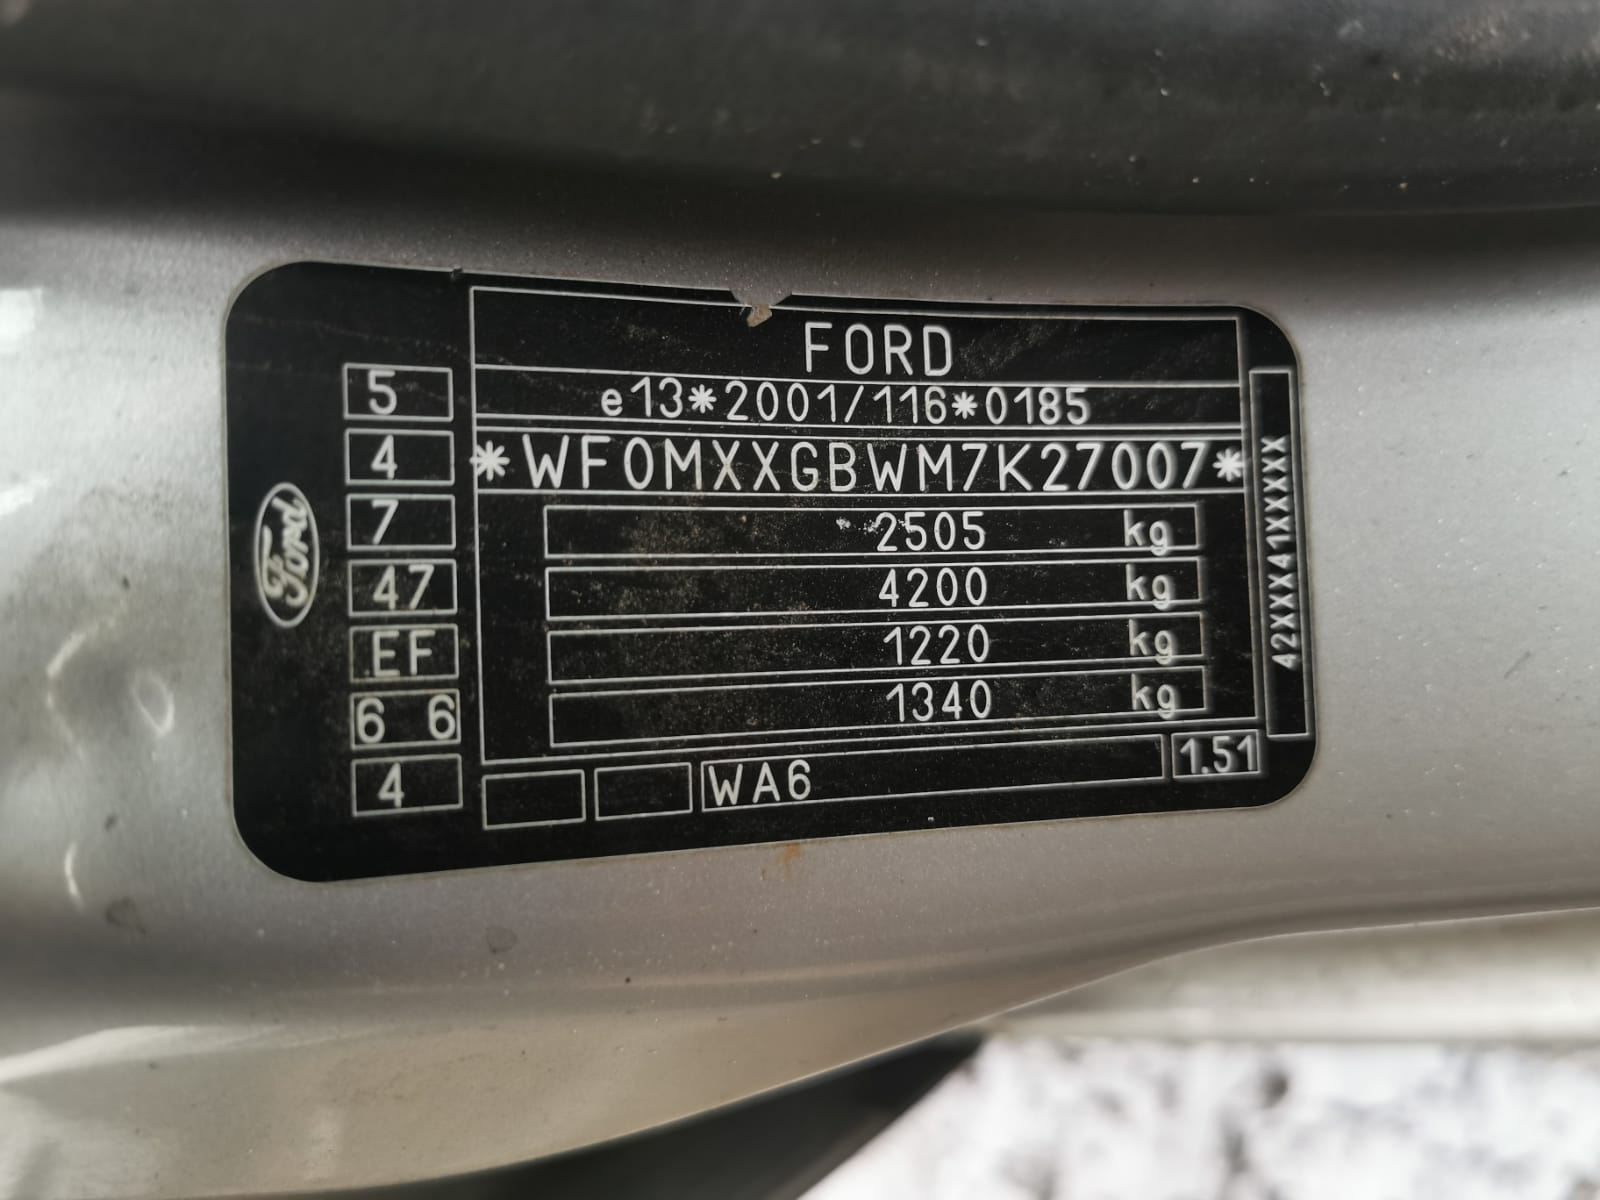 Ford
5
4
7
47
EF
6 6
4
FORD
e13*2001/116*0185
*WF0MXXGBWM7K27007*
2505 kg
4200 kg
1220 kg
1340 kg
WA6
1.51
42XXX41XXXXX